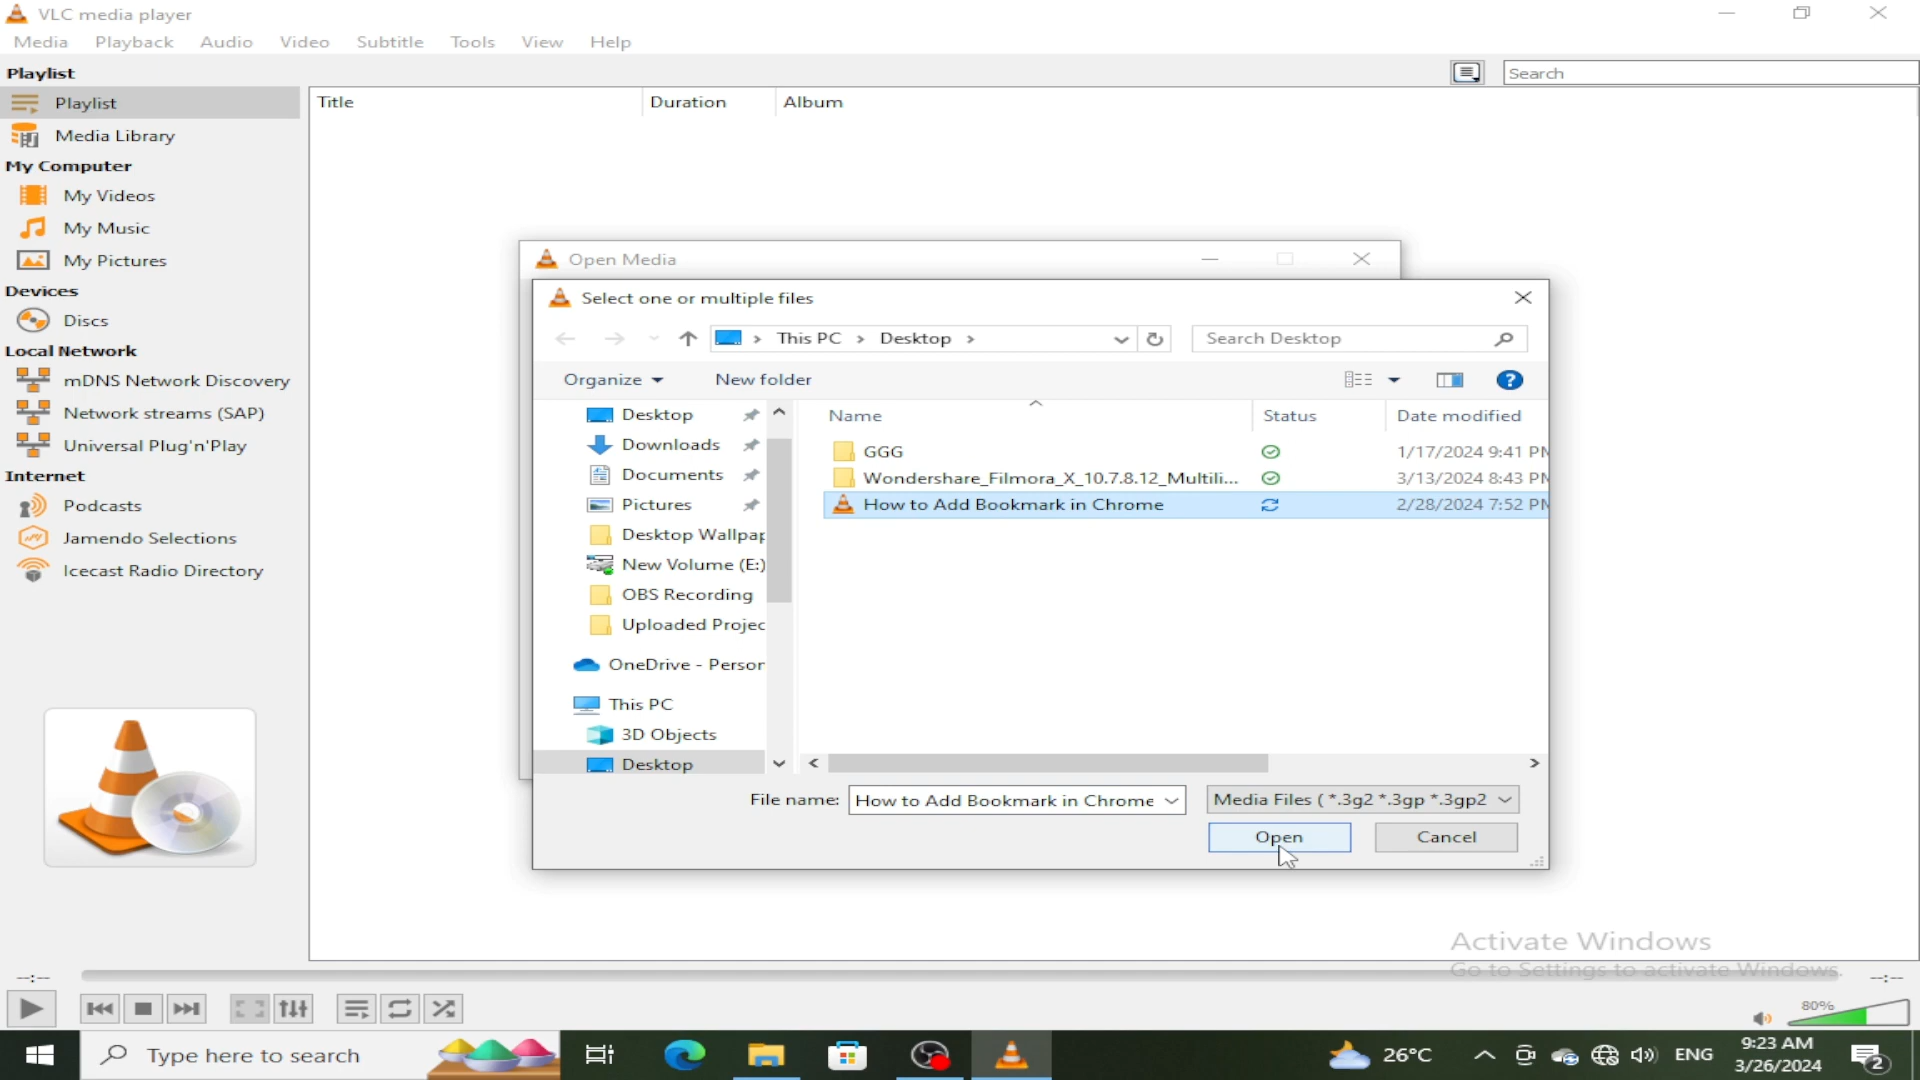 VLC media player
Media Playback Audio Video Subtitle Tools View Help
Playlist
Search
Playlist
Media Library
My Computer
My Videos
My Music
My Pictures
Devices
Discs
Local Network
mDNS Network Discovery
Network streams (SAP)
Universal Plug'n'Play
Internet
Podcasts
Jamendo Selections
Icecast Radio Directory
Title Duration Album
Open Media
Select one or multiple files
This PC > Desktop >
Search Desktop
Organize New folder
Desktop
Downloads
Documents
Pictures
Desktop Wallpap
New Volume (E:)
OBS Recording
Uploaded Projec
OneDrive - Person
This PC
3D Objects
Desktop
Name Status Date modified
GGG 1/17/2024 9:41 PM
Wondershare_Filmora_X_10.7.8.12_Multili... 3/13/2024 8:43 PM
How to Add Bookmark in Chrome 2/28/2024 7:52 PM
File name: How to Add Bookmark in Chrome Media Files ( *.3g2 *.3gp *.3gp2
Open Cancel
Activate Windows
Go to Settings to activate Windows.
--:-- --:--
80%
Type here to search
26°C
ENG
9:23 AM
3/26/2024
2